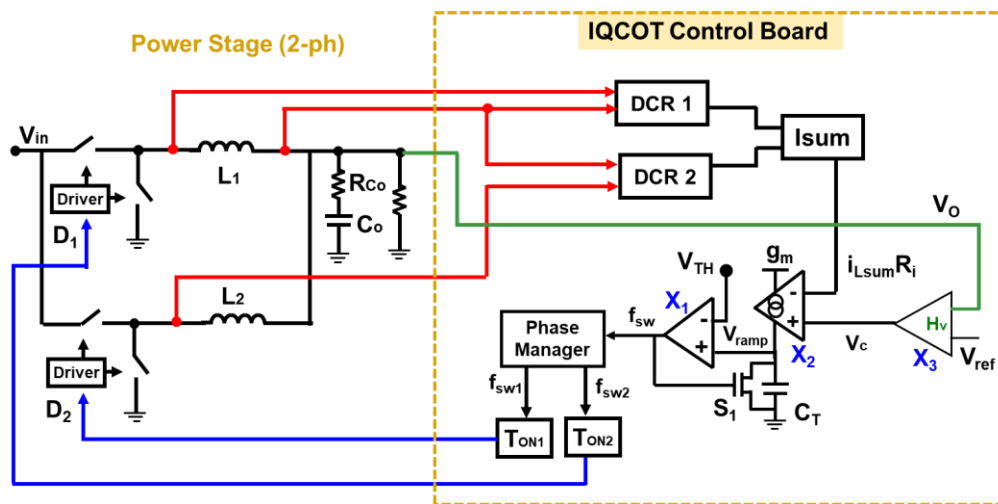 IQCOT Control Board
Power Stage (2-ph)
DCR 1
Isum
Vin
L1
DCR 2
RCo
Driver
Co
VO
D1
gm
VTH
iLsumRi
L2
X1
fsw
-
-
Hv
Phase
Manager
Vramp
+
+
Vc
Vref
X2
X3
Driver
fsw1
fsw2
S1
CT
D2
TON1
TON2